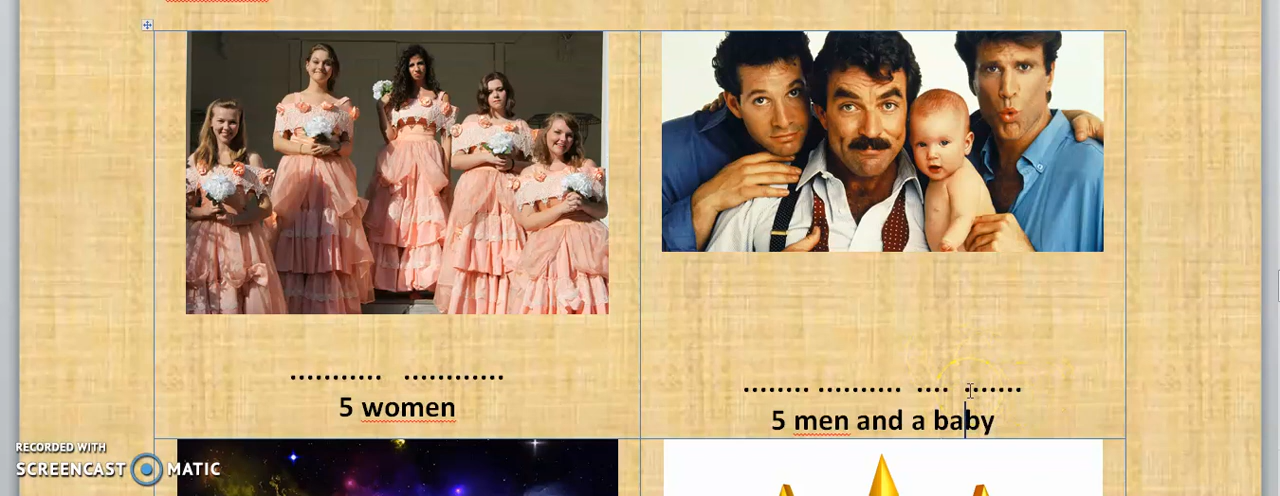 ........... ............
5 women
........ .......... .... .......
5 men and a baby
RECORDED WITH
SCREENCAST MATIC